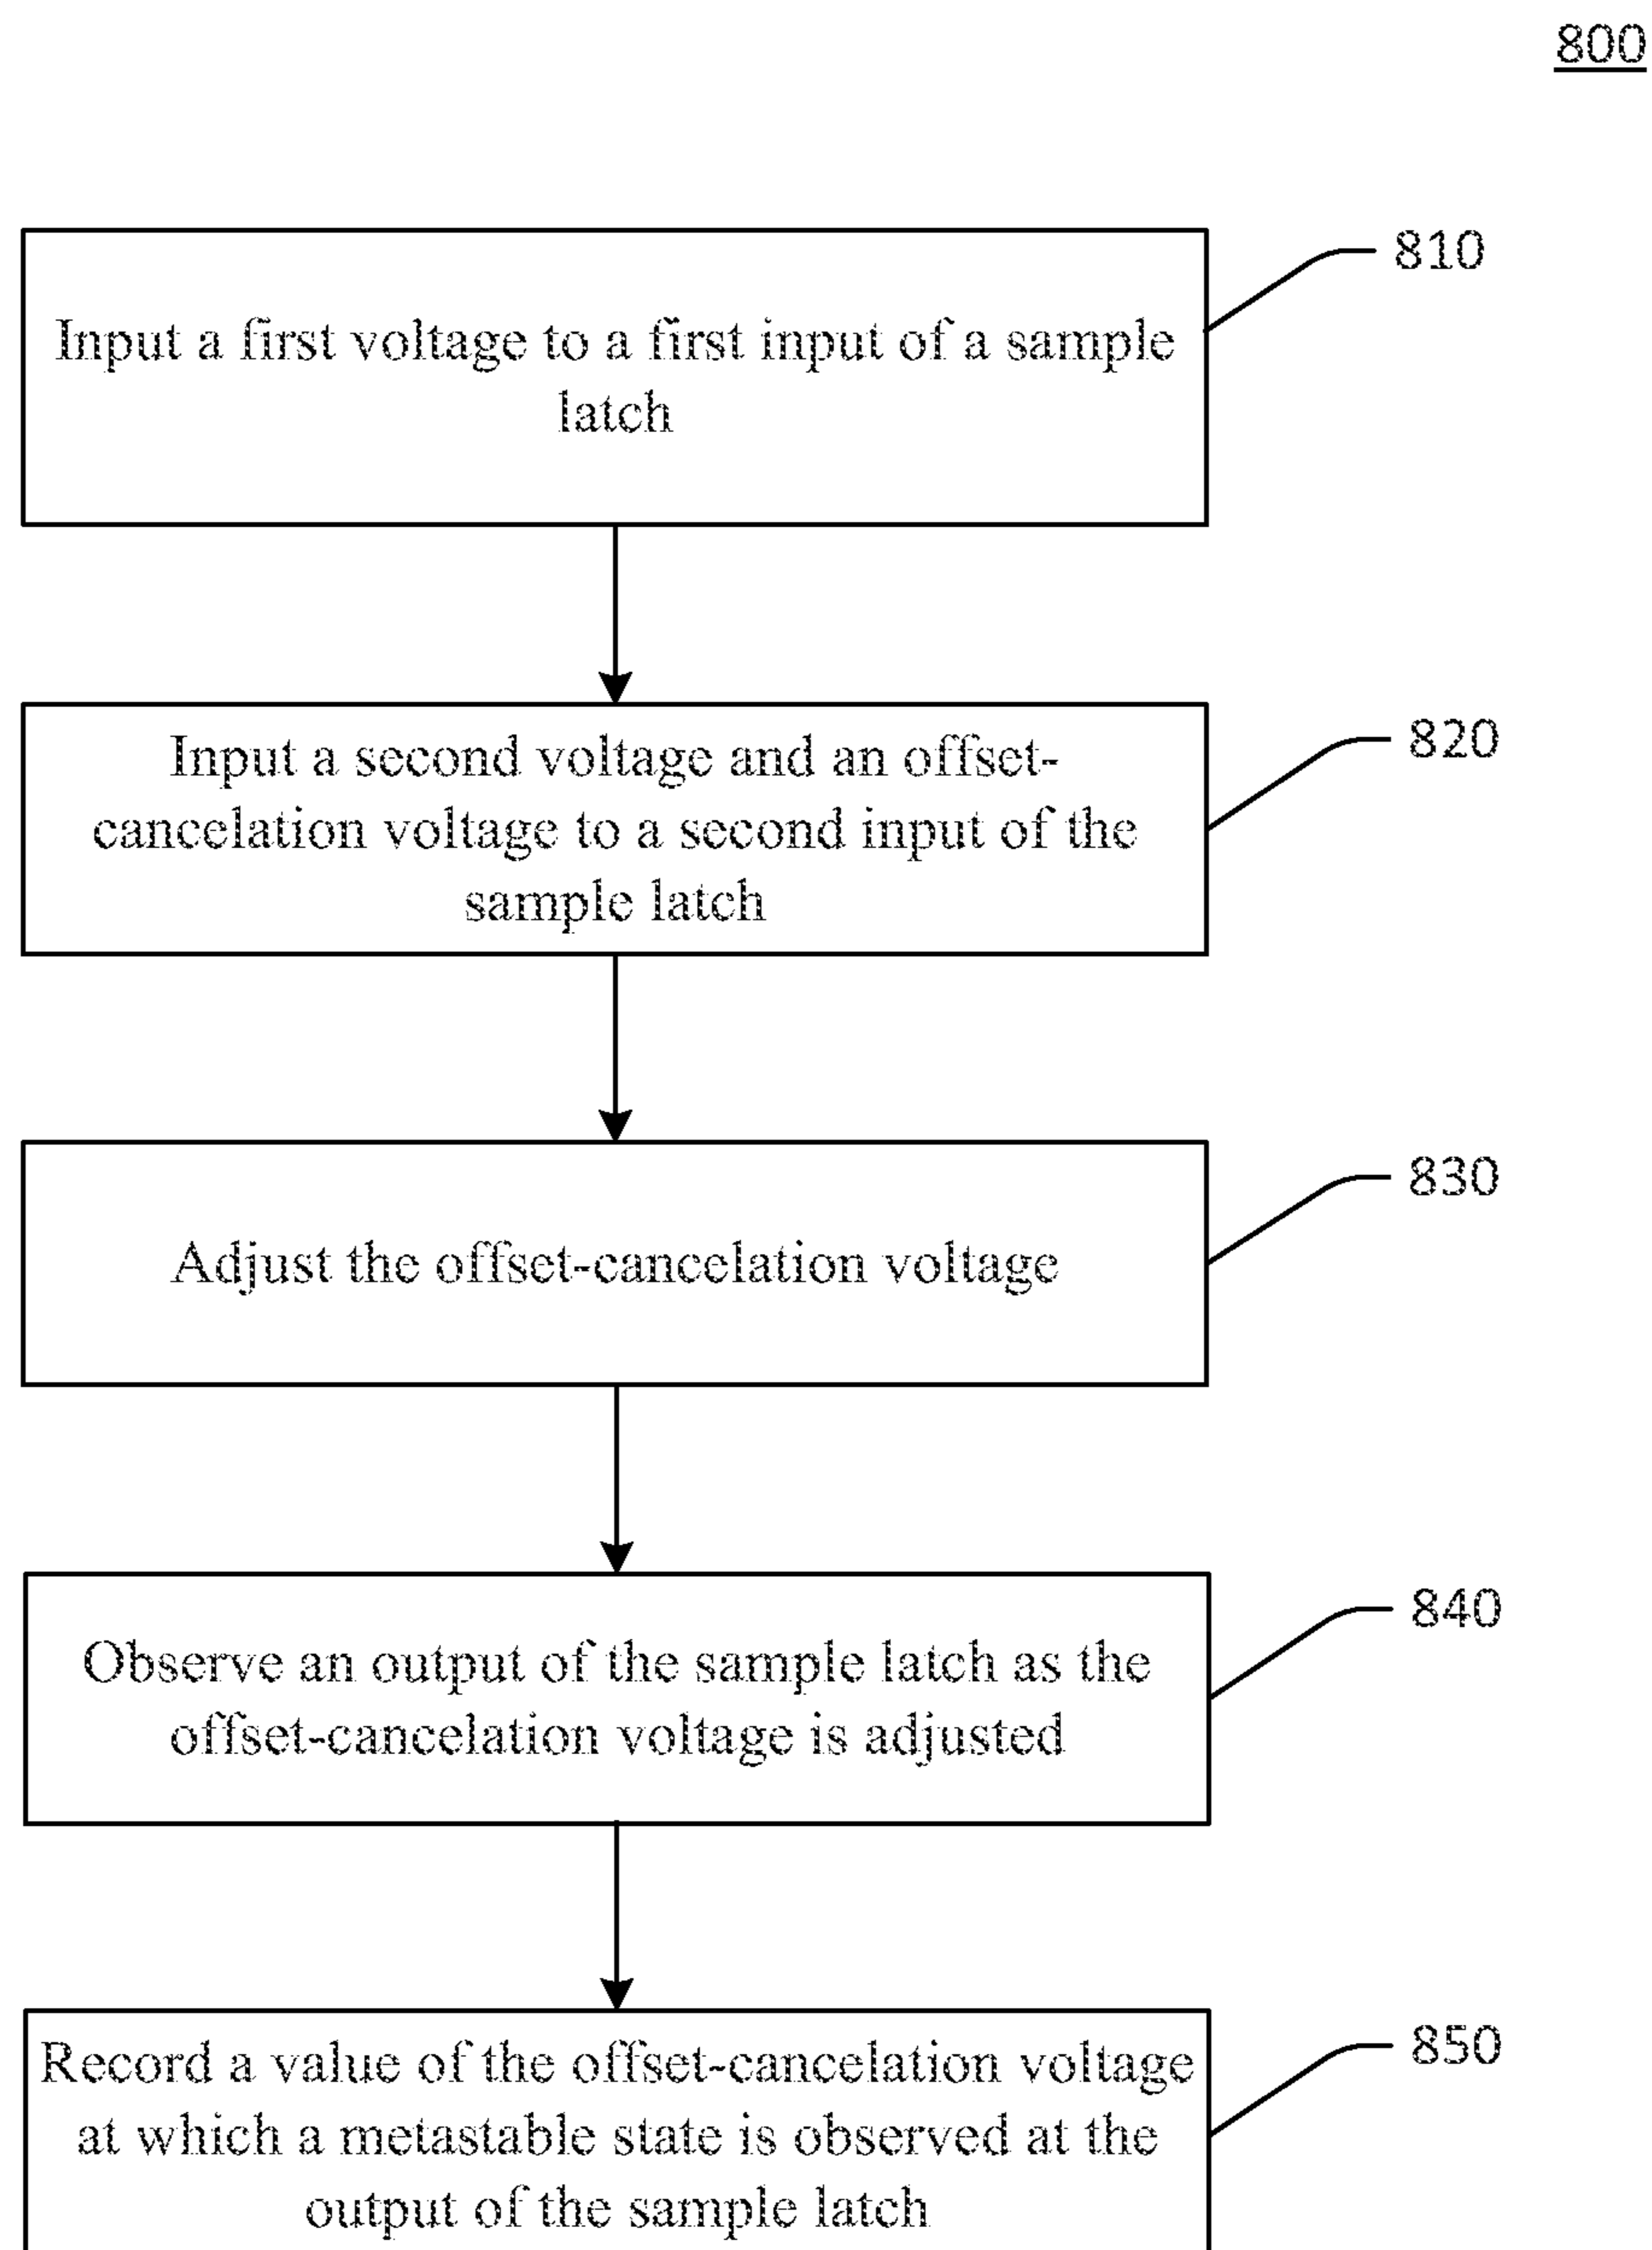 800
810
Input a first voltage to a first input of a sample
latch
820
Input a second voltage and an offset-
cancelation voltage to a second input of the
sample latch
830
Adjust the offset-cancelation voltage
840
Observe an output of the sample latch as the
offset-cancelation voltage is adjusted
850
Record a value of the offset-cancelation voltage
at which a metastable state is observed at the
output of the sample latch